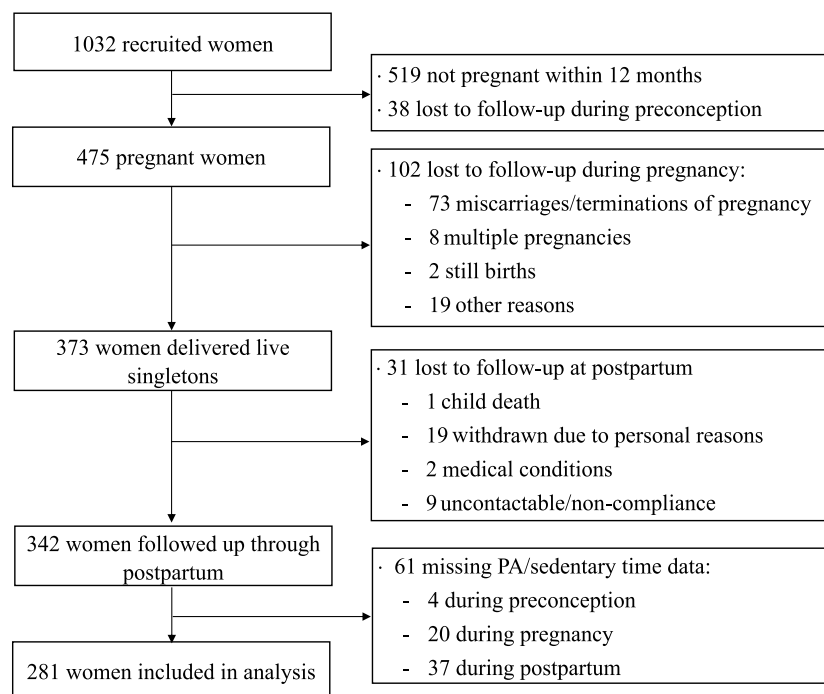 1032 recruited women
· 519 not pregnant within 12 months
· 38 lost to follow-up during preconception
475 pregnant women
· 102 lost to follow-up during pregnancy:
- 73 miscarriages/terminations of pregnancy
- 8 multiple pregnancies
- 2 still births
- 19 other reasons
373 women delivered live
singletons
· 31 lost to follow-up at postpartum
- 1 child death
- 19 withdrawn due to personal reasons
- 2 medical conditions
- 9 uncontactable/non-compliance
342 women followed up through
postpartum
· 61 missing PA/sedentary time data:
- 4 during preconception
- 20 during pregnancy
- 37 during postpartum
281 women included in analysis